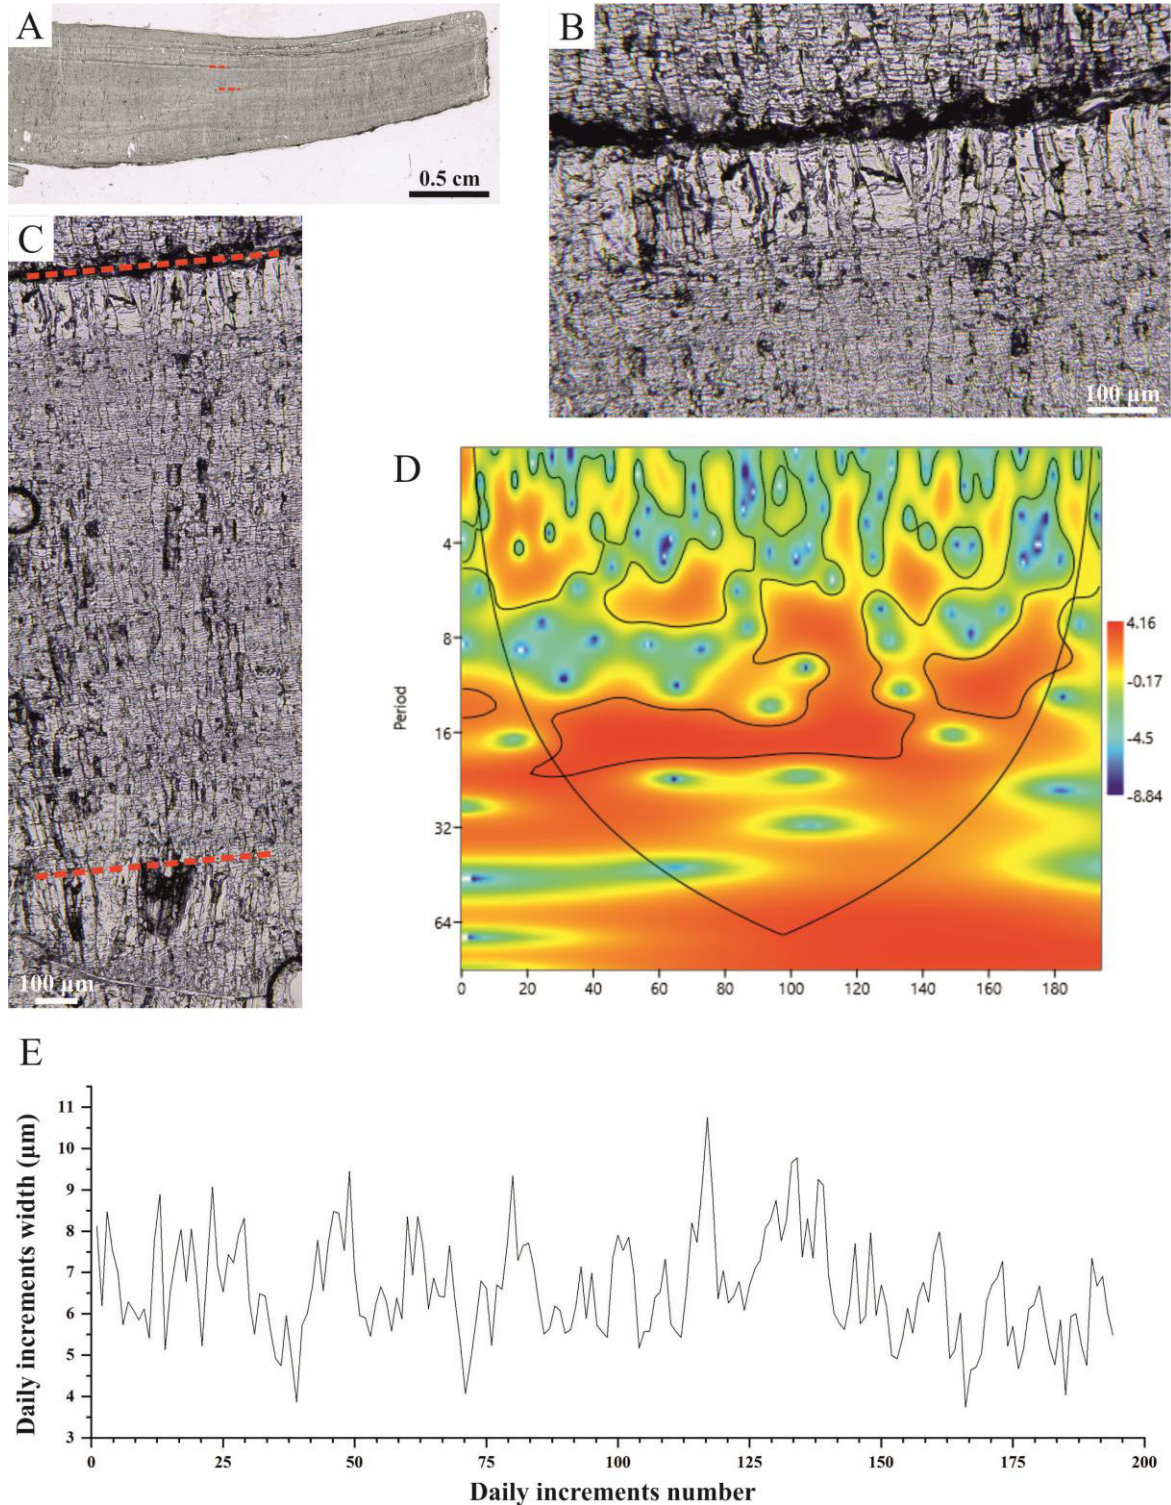 A
0.5 cm
B
100 µm
C
100 µm
D
Period
4
8
16
32
64
0 20 40 60 80 100 120 140 160 180
4.16
-0.17
-4.5
-8.84
E
Daily increments width (µm)
11
10
9
8
7
6
5
4
3
0 25 50 75 100 125 150 175 200
Daily increments number